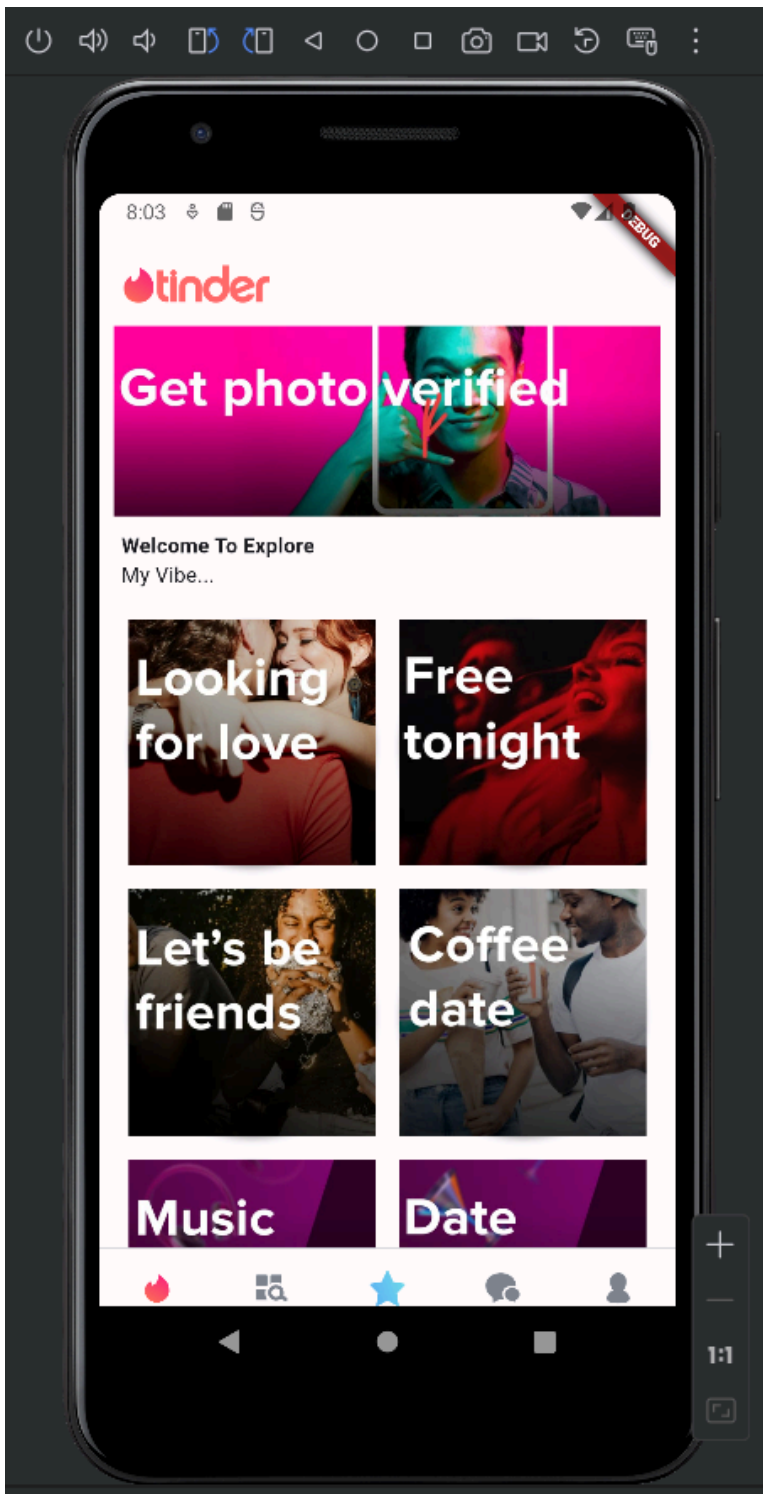 8:03
DEBUG
tinder
Get photo verified
Welcome To Explore
My Vibe...
Looking
for love
Free
tonight
Let's be
friends
Coffee
date
Music
Date
1:1